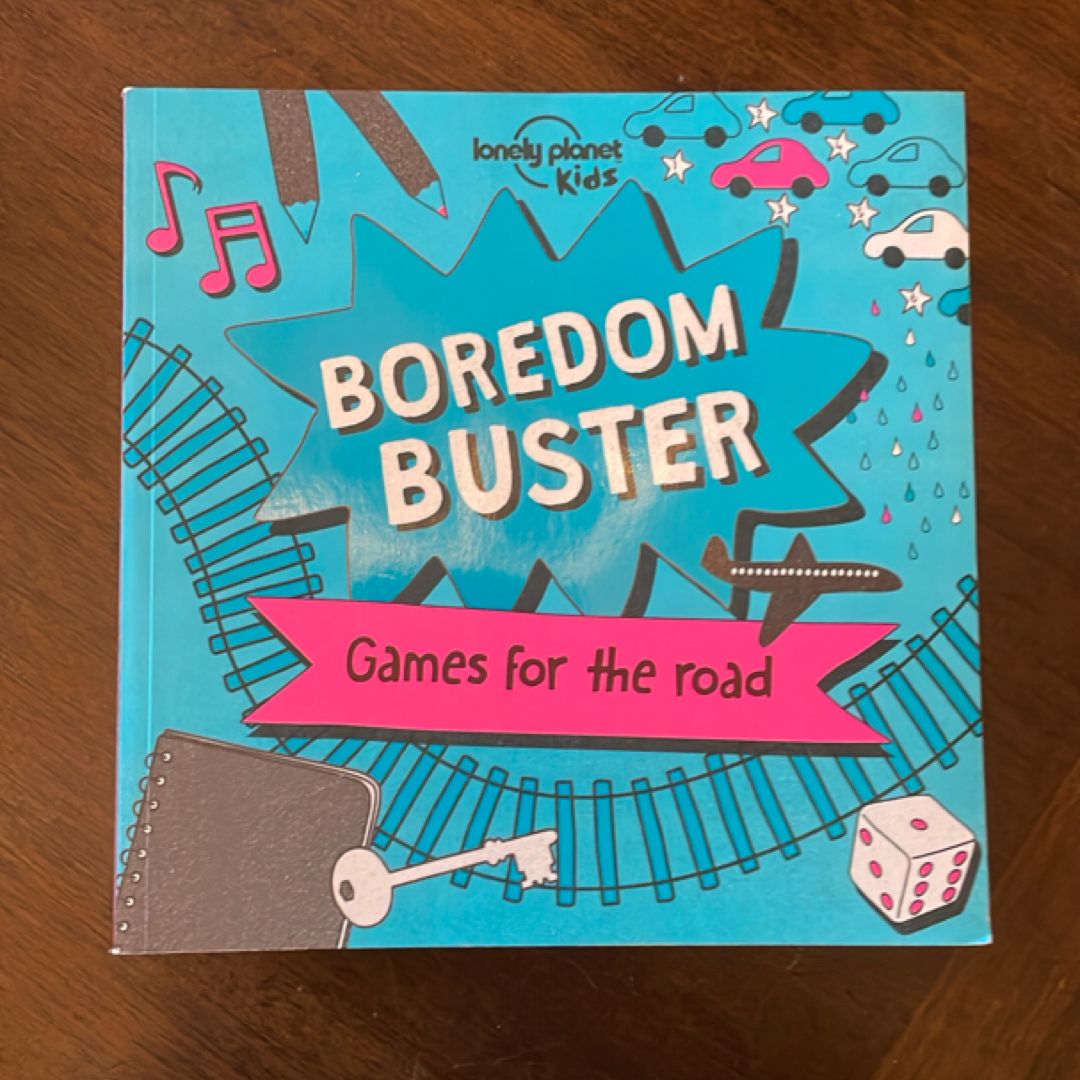 lonely planet
kids
BOREDOM
BUSTER
Games for the road